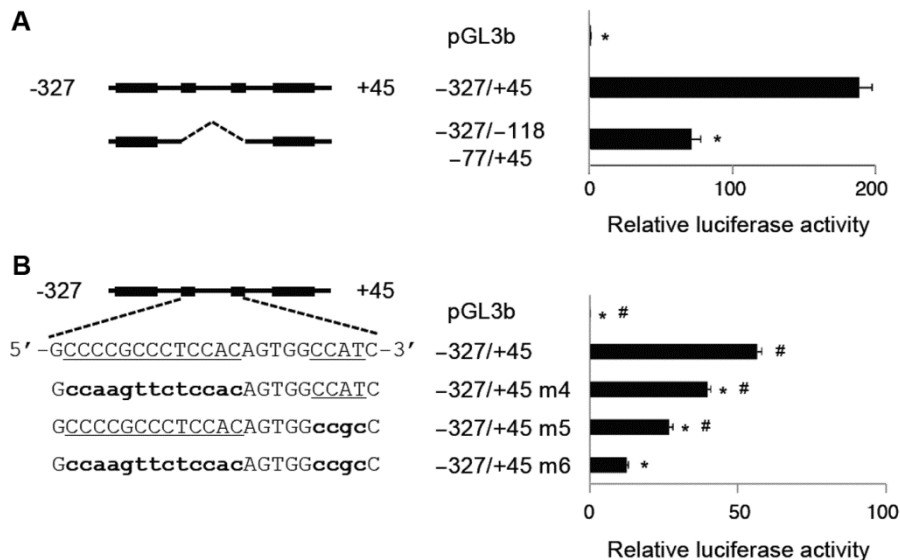 A
pGL3b
*
-327
+45
−327/+45
−327/−118
−77/+45
*
0 100 200
Relative luciferase activity
B
-327
+45
pGL3b
* #
5′-GCCCCGCCCTCCACAGTGGCCATC-3′
−327/+45
#
GccaagttctccacAGTGGCCATC
−327/+45 m4
* #
GCCCCGCCCTCCACAGTGGccgcC
−327/+45 m5
* #
GccaagttctccacAGTGGccgcC
−327/+45 m6
*
0 50 100
Relative luciferase activity